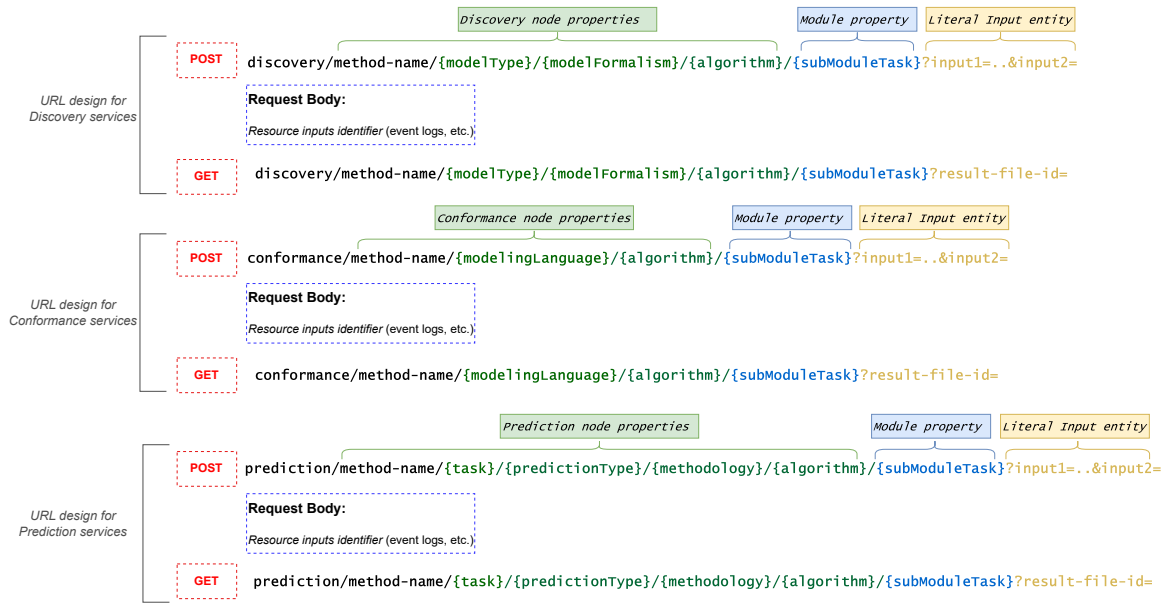 Discovery node properties
Module property
Literal Input entity
URL design for
Discovery services
POST
discovery/method-name/{modelType}/{modelFormalism}/{algorithm}/{subModuleTask}?input1=..&input2=
Request Body:
Resource inputs identifier (event logs, etc.)
GET
discovery/method-name/{modelType}/{modelFormalism}/{algorithm}/{subModuleTask}?result-file-id=
Conformance node properties
Module property
Literal Input entity
URL design for
Conformance services
POST
conformance/method-name/{modelingLanguage}/{algorithm}/{subModuleTask}?input1=..&input2=
Request Body:
Resource inputs identifier (event logs, etc.)
GET
conformance/method-name/{modelingLanguage}/{algorithm}/{subModuleTask}?result-file-id=
Prediction node properties
Module property
Literal Input entity
URL design for
Prediction services
POST
prediction/method-name/{task}/{predictionType}/{methodology}/{algorithm}/{subModuleTask}?input1=..&input2=
Request Body:
Resource inputs identifier (event logs, etc.)
GET
prediction/method-name/{task}/{predictionType}/{methodology}/{algorithm}/{subModuleTask}?result-file-id=